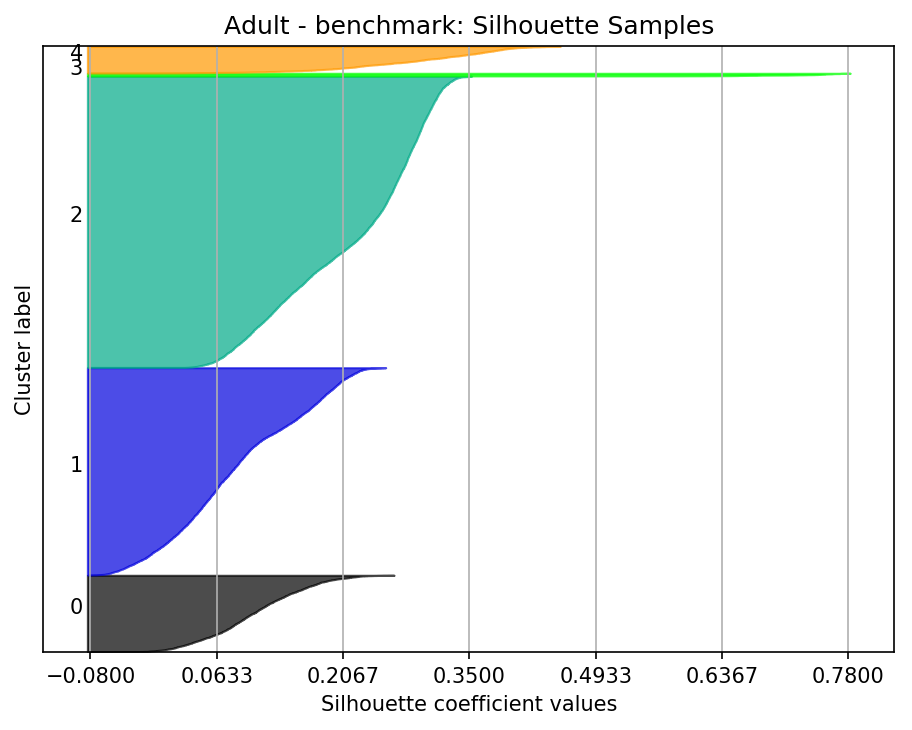 Adult - benchmark: Silhouette Samples
4
3
2
1
0
Cluster label
−0.0800 0.0633 0.2067 0.3500 0.4933 0.6367 0.7800
Silhouette coefficient values